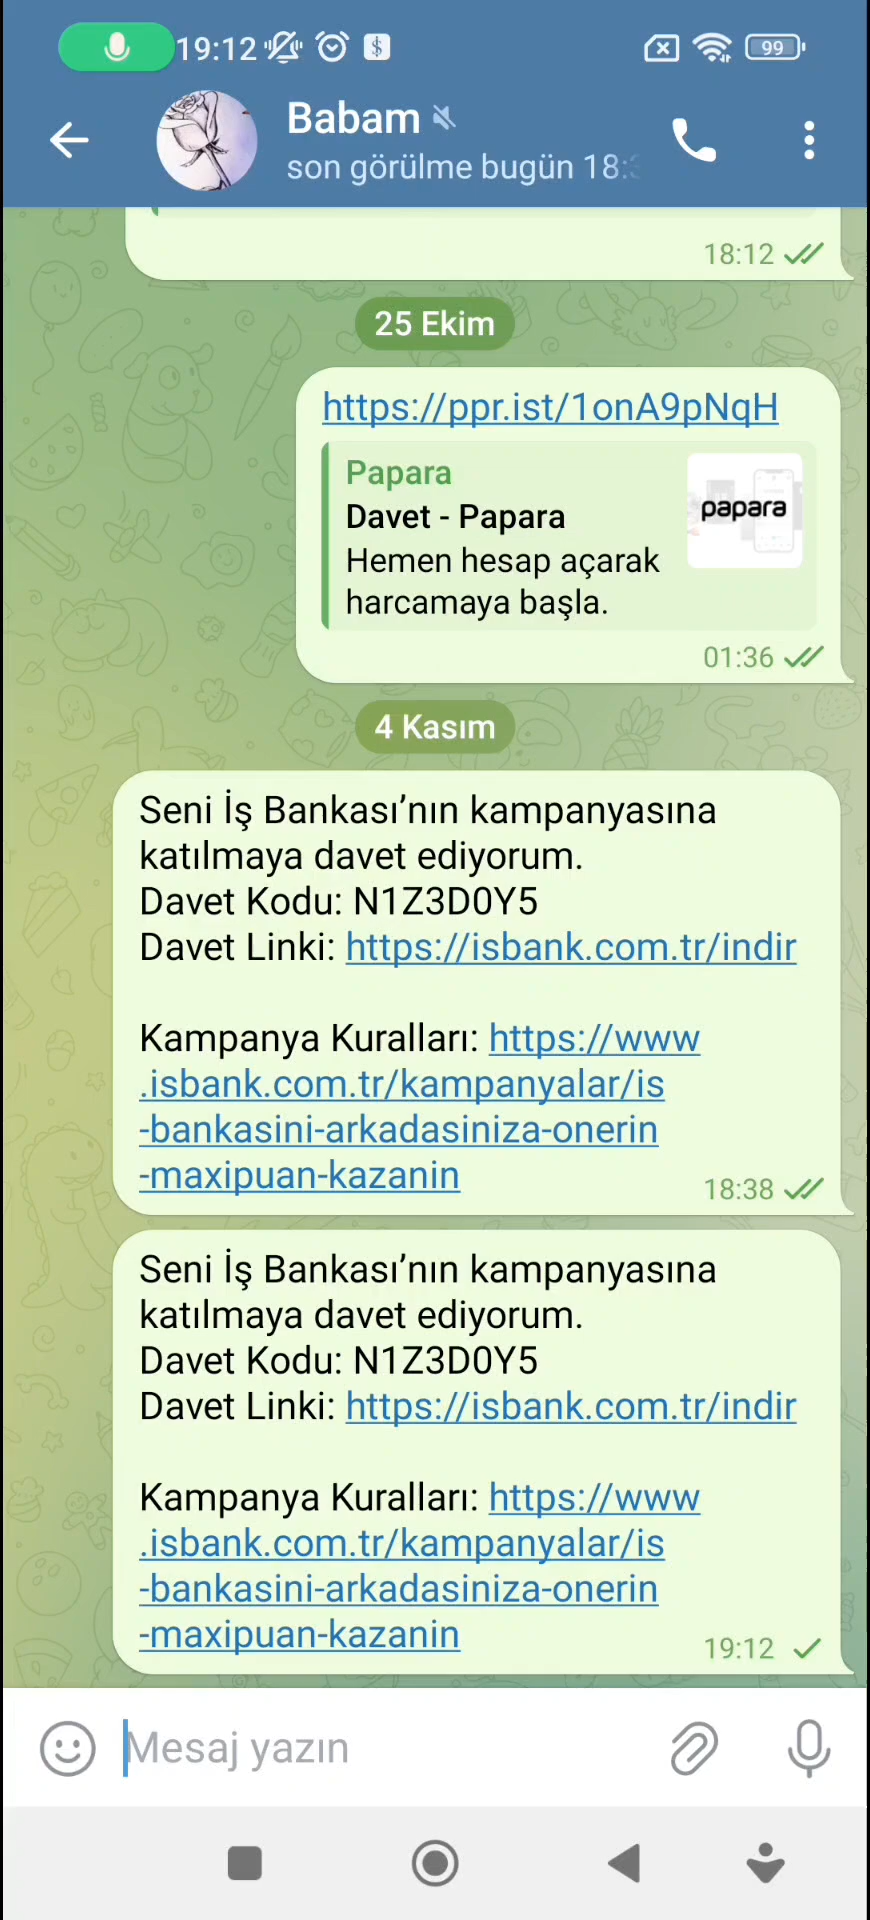 19:12
99
Babam
son görülme bugün 18:
18:12
25 Ekim
https://ppr.ist/1onA9pNqH
Papara
Davet - Papara
papara
Hemen hesap açarak
harcamaya başla.
01:36
4 Kasım
Seni İş Bankası’nın kampanyasına
katılmaya davet ediyorum.
Davet Kodu: N1Z3D0Y5
Davet Linki: https://isbank.com.tr/indir
Kampanya Kuralları: https://www
.isbank.com.tr/kampanyalar/is
-bankasini-arkadasiniza-onerin
-maxipuan-kazanin
18:38
Seni İş Bankası’nın kampanyasına
katılmaya davet ediyorum.
Davet Kodu: N1Z3D0Y5
Davet Linki: https://isbank.com.tr/indir
Kampanya Kuralları: https://www
.isbank.com.tr/kampanyalar/is
-bankasini-arkadasiniza-onerin
-maxipuan-kazanin
19:12
Mesaj yazın